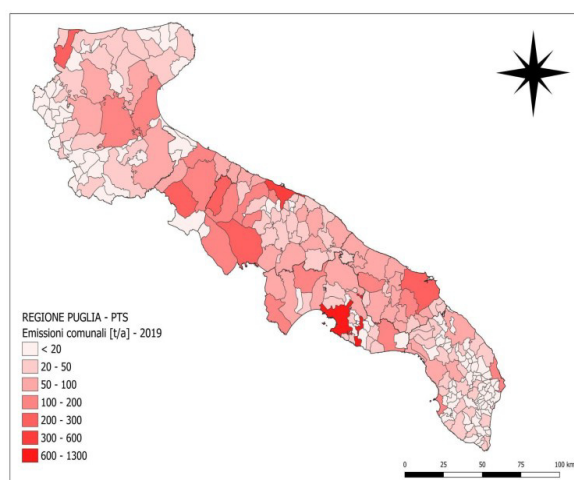 REGIONE PUGLIA - PTS
Emissioni comunali [t/a] - 2019
< 20
20 - 50
50 - 100
100 - 200
200 - 300
300 - 600
600 - 1300
0 25 50 75 100 km